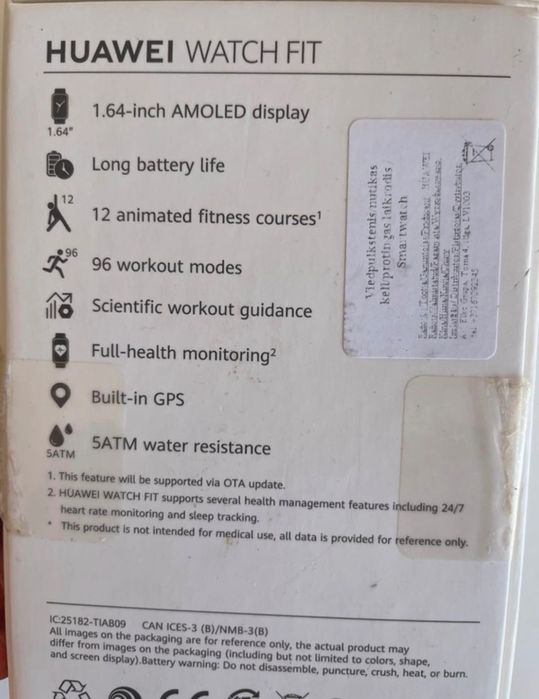 HUAWEI WATCH FIT
1.64"
1.64-inch AMOLED display
Long battery life
12
12 animated fitness courses¹
96
96 workout modes
Scientific workout guidance
Full-health monitoring²
Built-in GPS
5ATM
5ATM water resistance
1. This feature will be supported via OTA update.
2. HUAWEI WATCH FIT supports several health management features including 24/7
heart rate monitoring and sleep tracking.
* This product is not intended for medical use, all data is provided for reference only.
Viedpulkstenis/nutikas
kell/protingas laikrodis/
Smartwatch
HUAWEI
LV1003
IC:25182-TIAB09 CAN ICES-3 (B)/NMB-3(B)
All images on the packaging are for reference only, the actual product may
differ from images on the packaging (including but not limited to colors, shape,
and screen display).Battery warning: Do not disassemble, puncture, crush, heat, or burn.